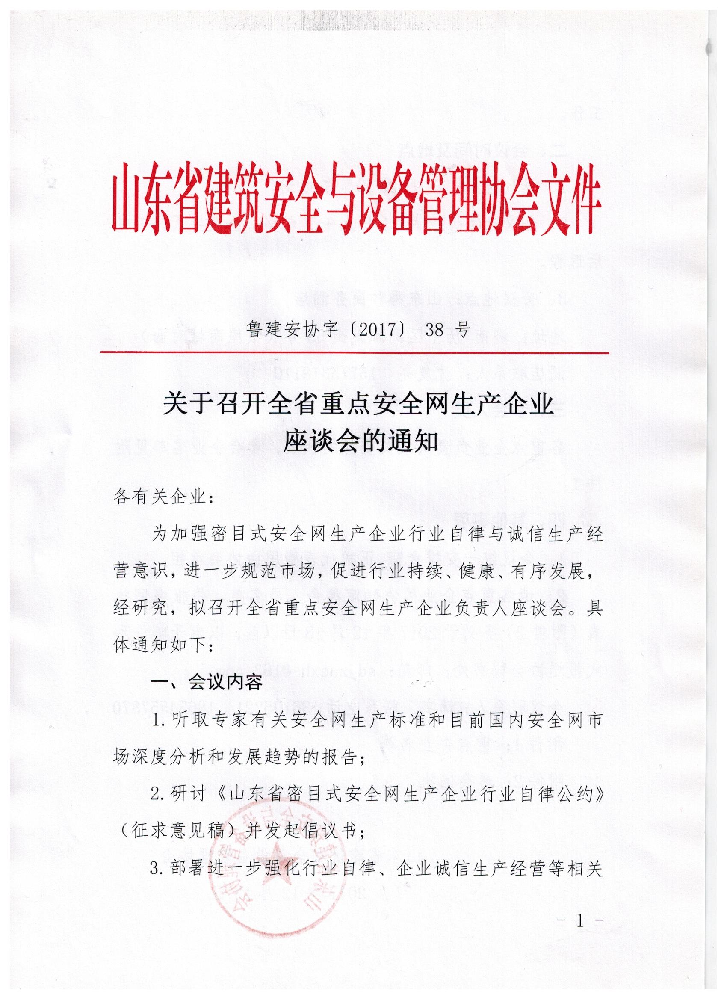 山东省建筑安全与设备管理协会文件
鲁建安协字〔2017〕 38 号
关于召开全省重点安全网生产企业
座谈会的通知
各有关企业：
为加强密目式安全网生产企业行业自律与诚信生产经
营意识，进一步规范市场，促进行业持续、健康、有序发展，
经研究，拟召开全省重点安全网生产企业负责人座谈会。具
体通知如下：
一、会议内容
1.听取专家有关安全网生产标准和目前国内安全网市
场深度分析和发展趋势的报告；
2.研讨《山东省密目式安全网生产企业行业自律公约》
（征求意见稿）并发起倡议书；
3.部署进一步强化行业自律、企业诚信生产经营等相关
- 1 -